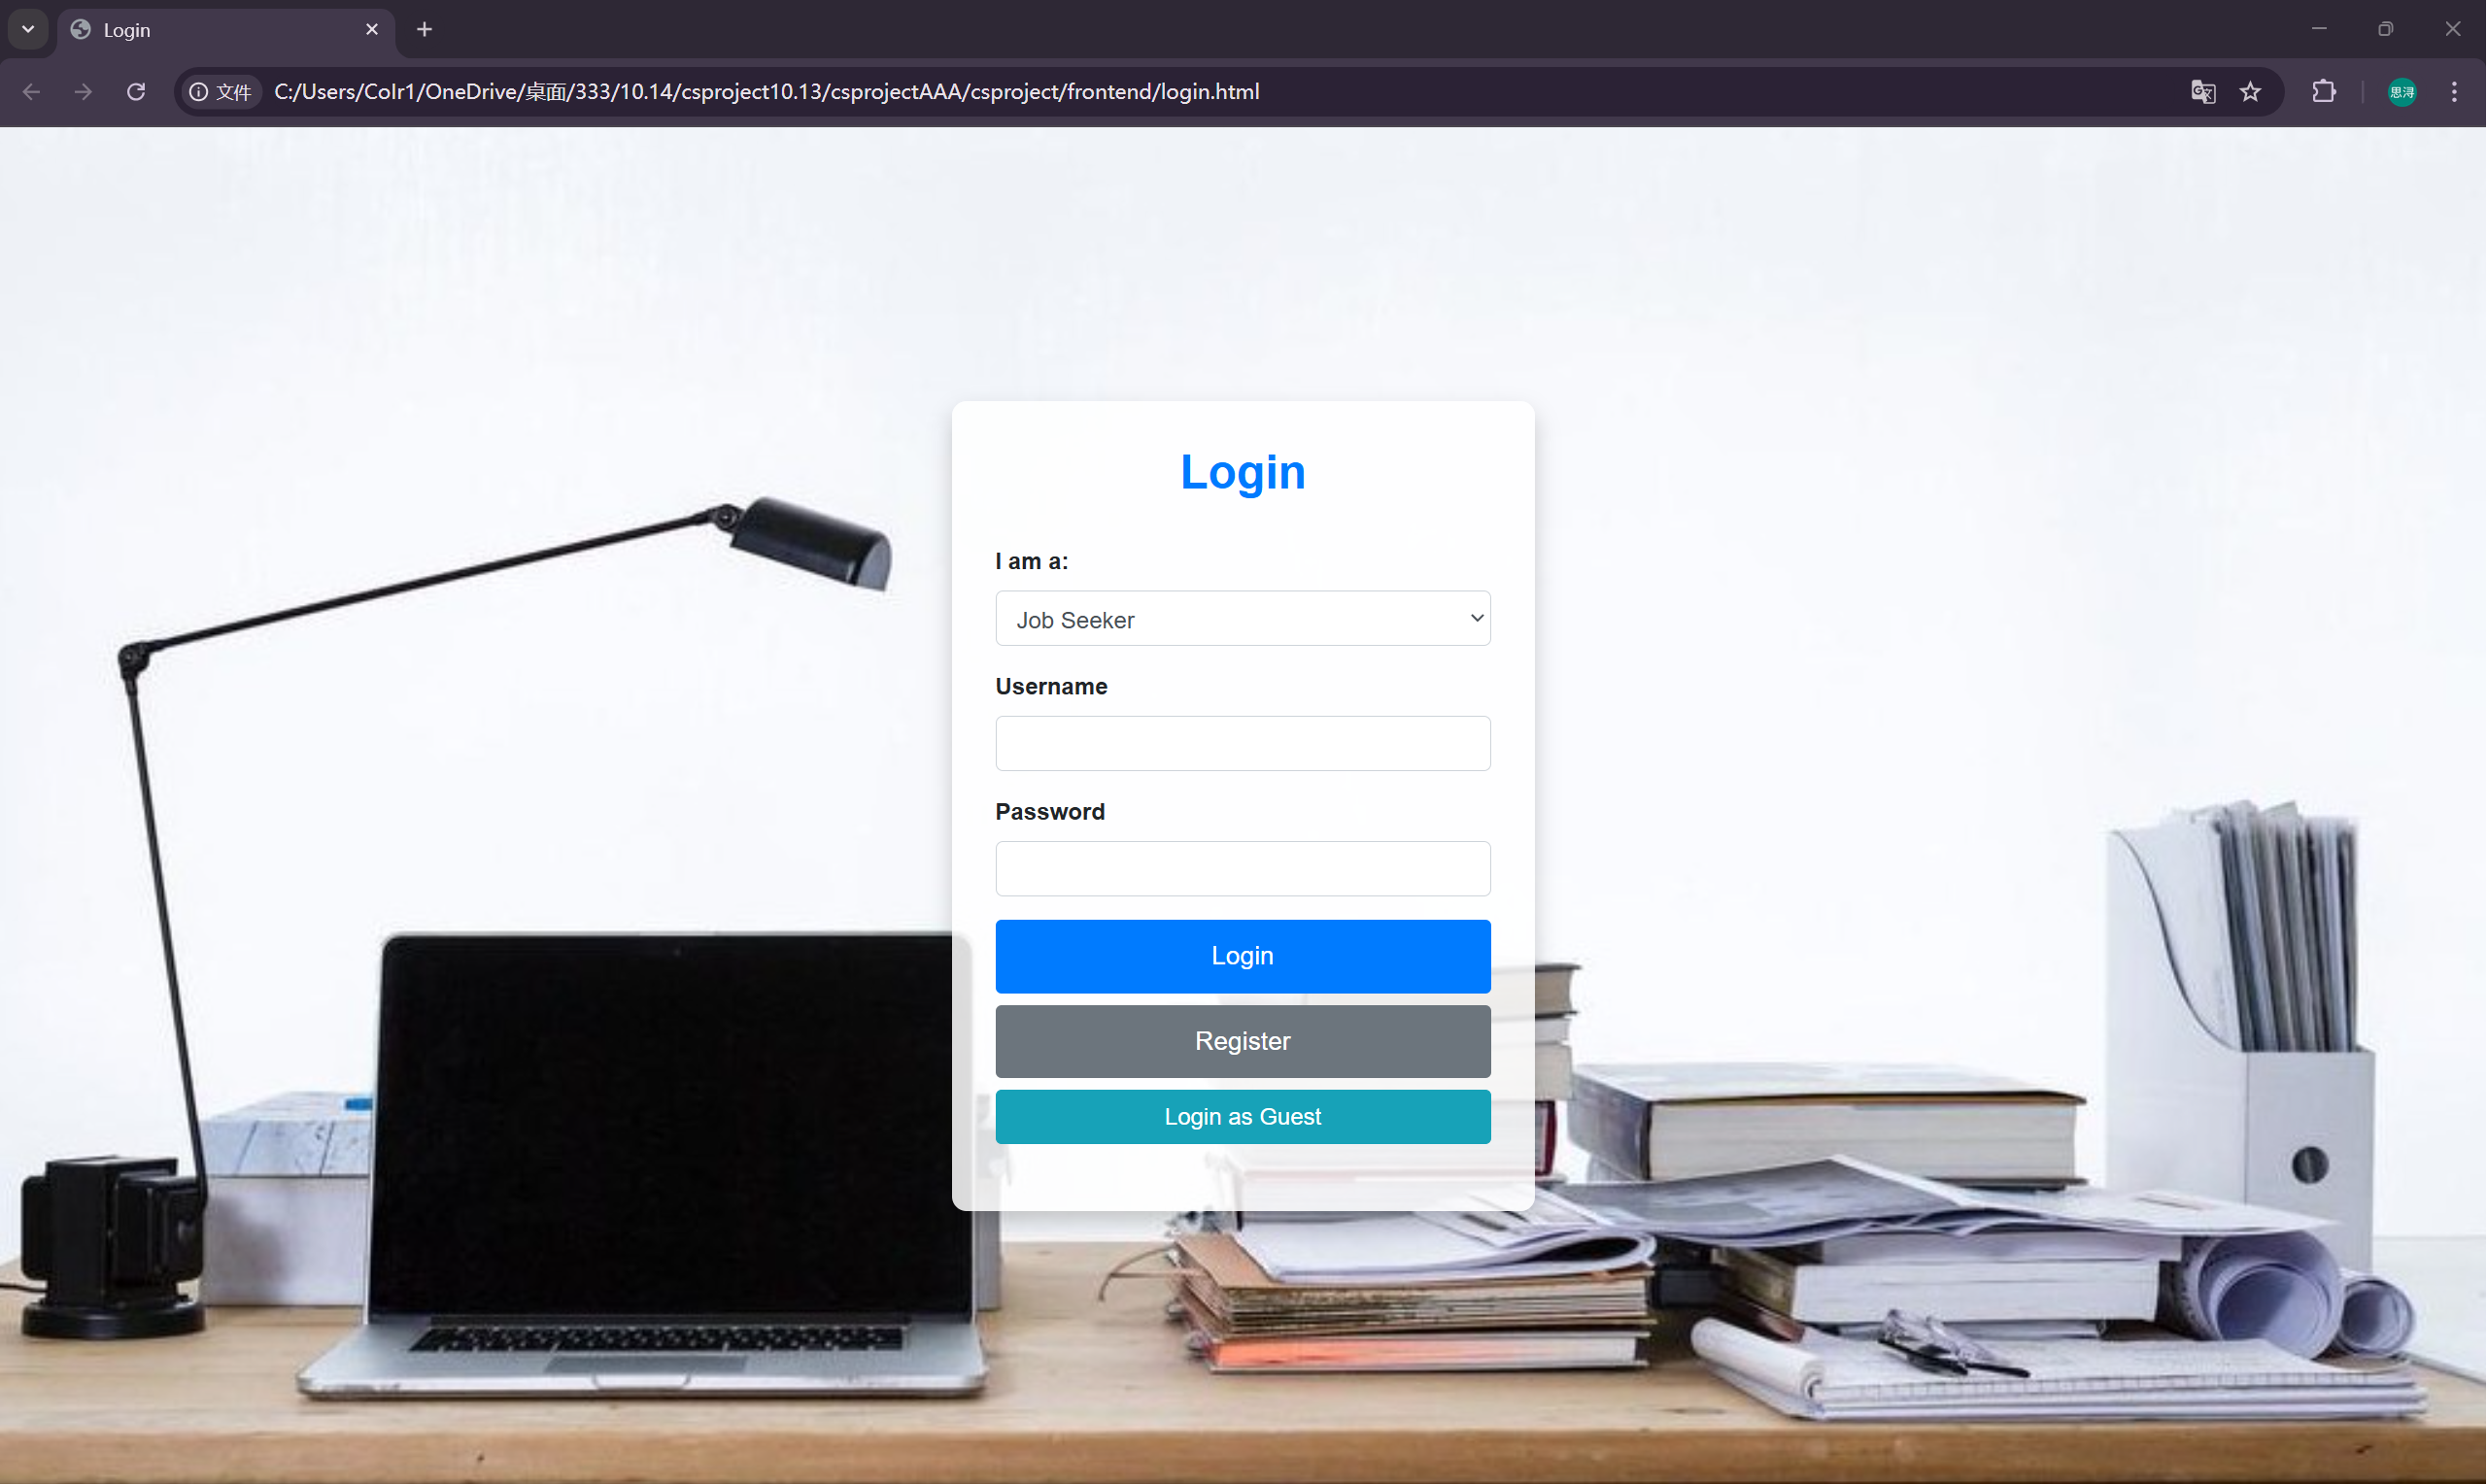 Login
文件
C:/Users/Colr1/OneDrive/桌面/333/10.14/csproject10.13/csprojectAAA/csproject/frontend/login.html
思浔
Login
I am a:
Job Seeker
Username
Password
Login
Register
Login as Guest